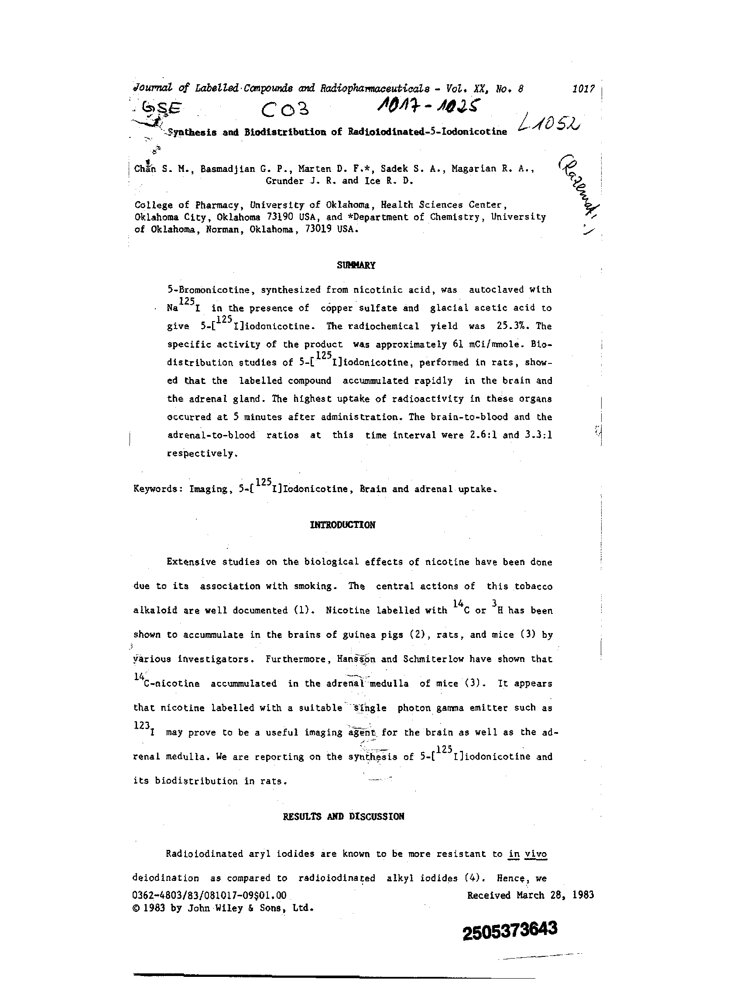 Journal of Labelled Compounds and Radiopharmaceuticals - Vol. XX, No. 8 1017
GSE CO3 1017-1025
L1052
Synthesis and Biodistribution of Radioiodinated-5-Iodonicotine
Chan S. M., Basmadjian G. P., Marten D. F.*, Sadek S. A., Magarian R. A.,
Grunder J. R. and Ice R. D.
College of Pharmacy, University of Oklahoma, Health Sciences Center,
Oklahoma City, Oklahoma 73190 USA, and *Department of Chemistry, University
of Oklahoma, Norman, Oklahoma, 73019 USA.
SUMMARY
5-Bromonicotine, synthesized from nicotinic acid, was autoclaved with
Na125I in the presence of copper sulfate and glacial acetic acid to
give 5-[125I]iodonicotine. The radiochemical yield was 25.3%. The
specific activity of the product was approximately 61 mCi/mmole. Bio-
distribution studies of 5-[125I]iodonicotine, performed in rats, show-
ed that the labelled compound accummulated rapidly in the brain and
the adrenal gland. The highest uptake of radioactivity in these organs
occurred at 5 minutes after administration. The brain-to-blood and the
adrenal-to-blood ratios at this time interval were 2.6:1 and 3.3:1
respectively.
Keywords: Imaging, 5-[125I]Iodonicotine, Brain and adrenal uptake.
INTRODUCTION
Extensive studies on the biological effects of nicotine have been done
due to its association with smoking. The central actions of this tobacco
alkaloid are well documented (1). Nicotine labelled with 14C or 3H has been
shown to accummulate in the brains of guinea pigs (2), rats, and mice (3) by
various investigators. Furthermore, Hansson and Schmiterlow have shown that
14C-nicotine accummulated in the adrenal medulla of mice (3). It appears
that nicotine labelled with a suitable single photon gamma emitter such as
123I may prove to be a useful imaging agent for the brain as well as the ad-
renal medulla. We are reporting on the synthesis of 5-[125I]iodonicotine and
its biodistribution in rats.
RESULTS AND DISCUSSION
Radioiodinated aryl iodides are known to be more resistant to in vivo
deiodination as compared to radioiodinated alkyl iodides (4). Hence, we
0362-4803/83/081017-09$01.00 Received March 28, 1983
© 1983 by John Wiley & Sons, Ltd.
2505373643